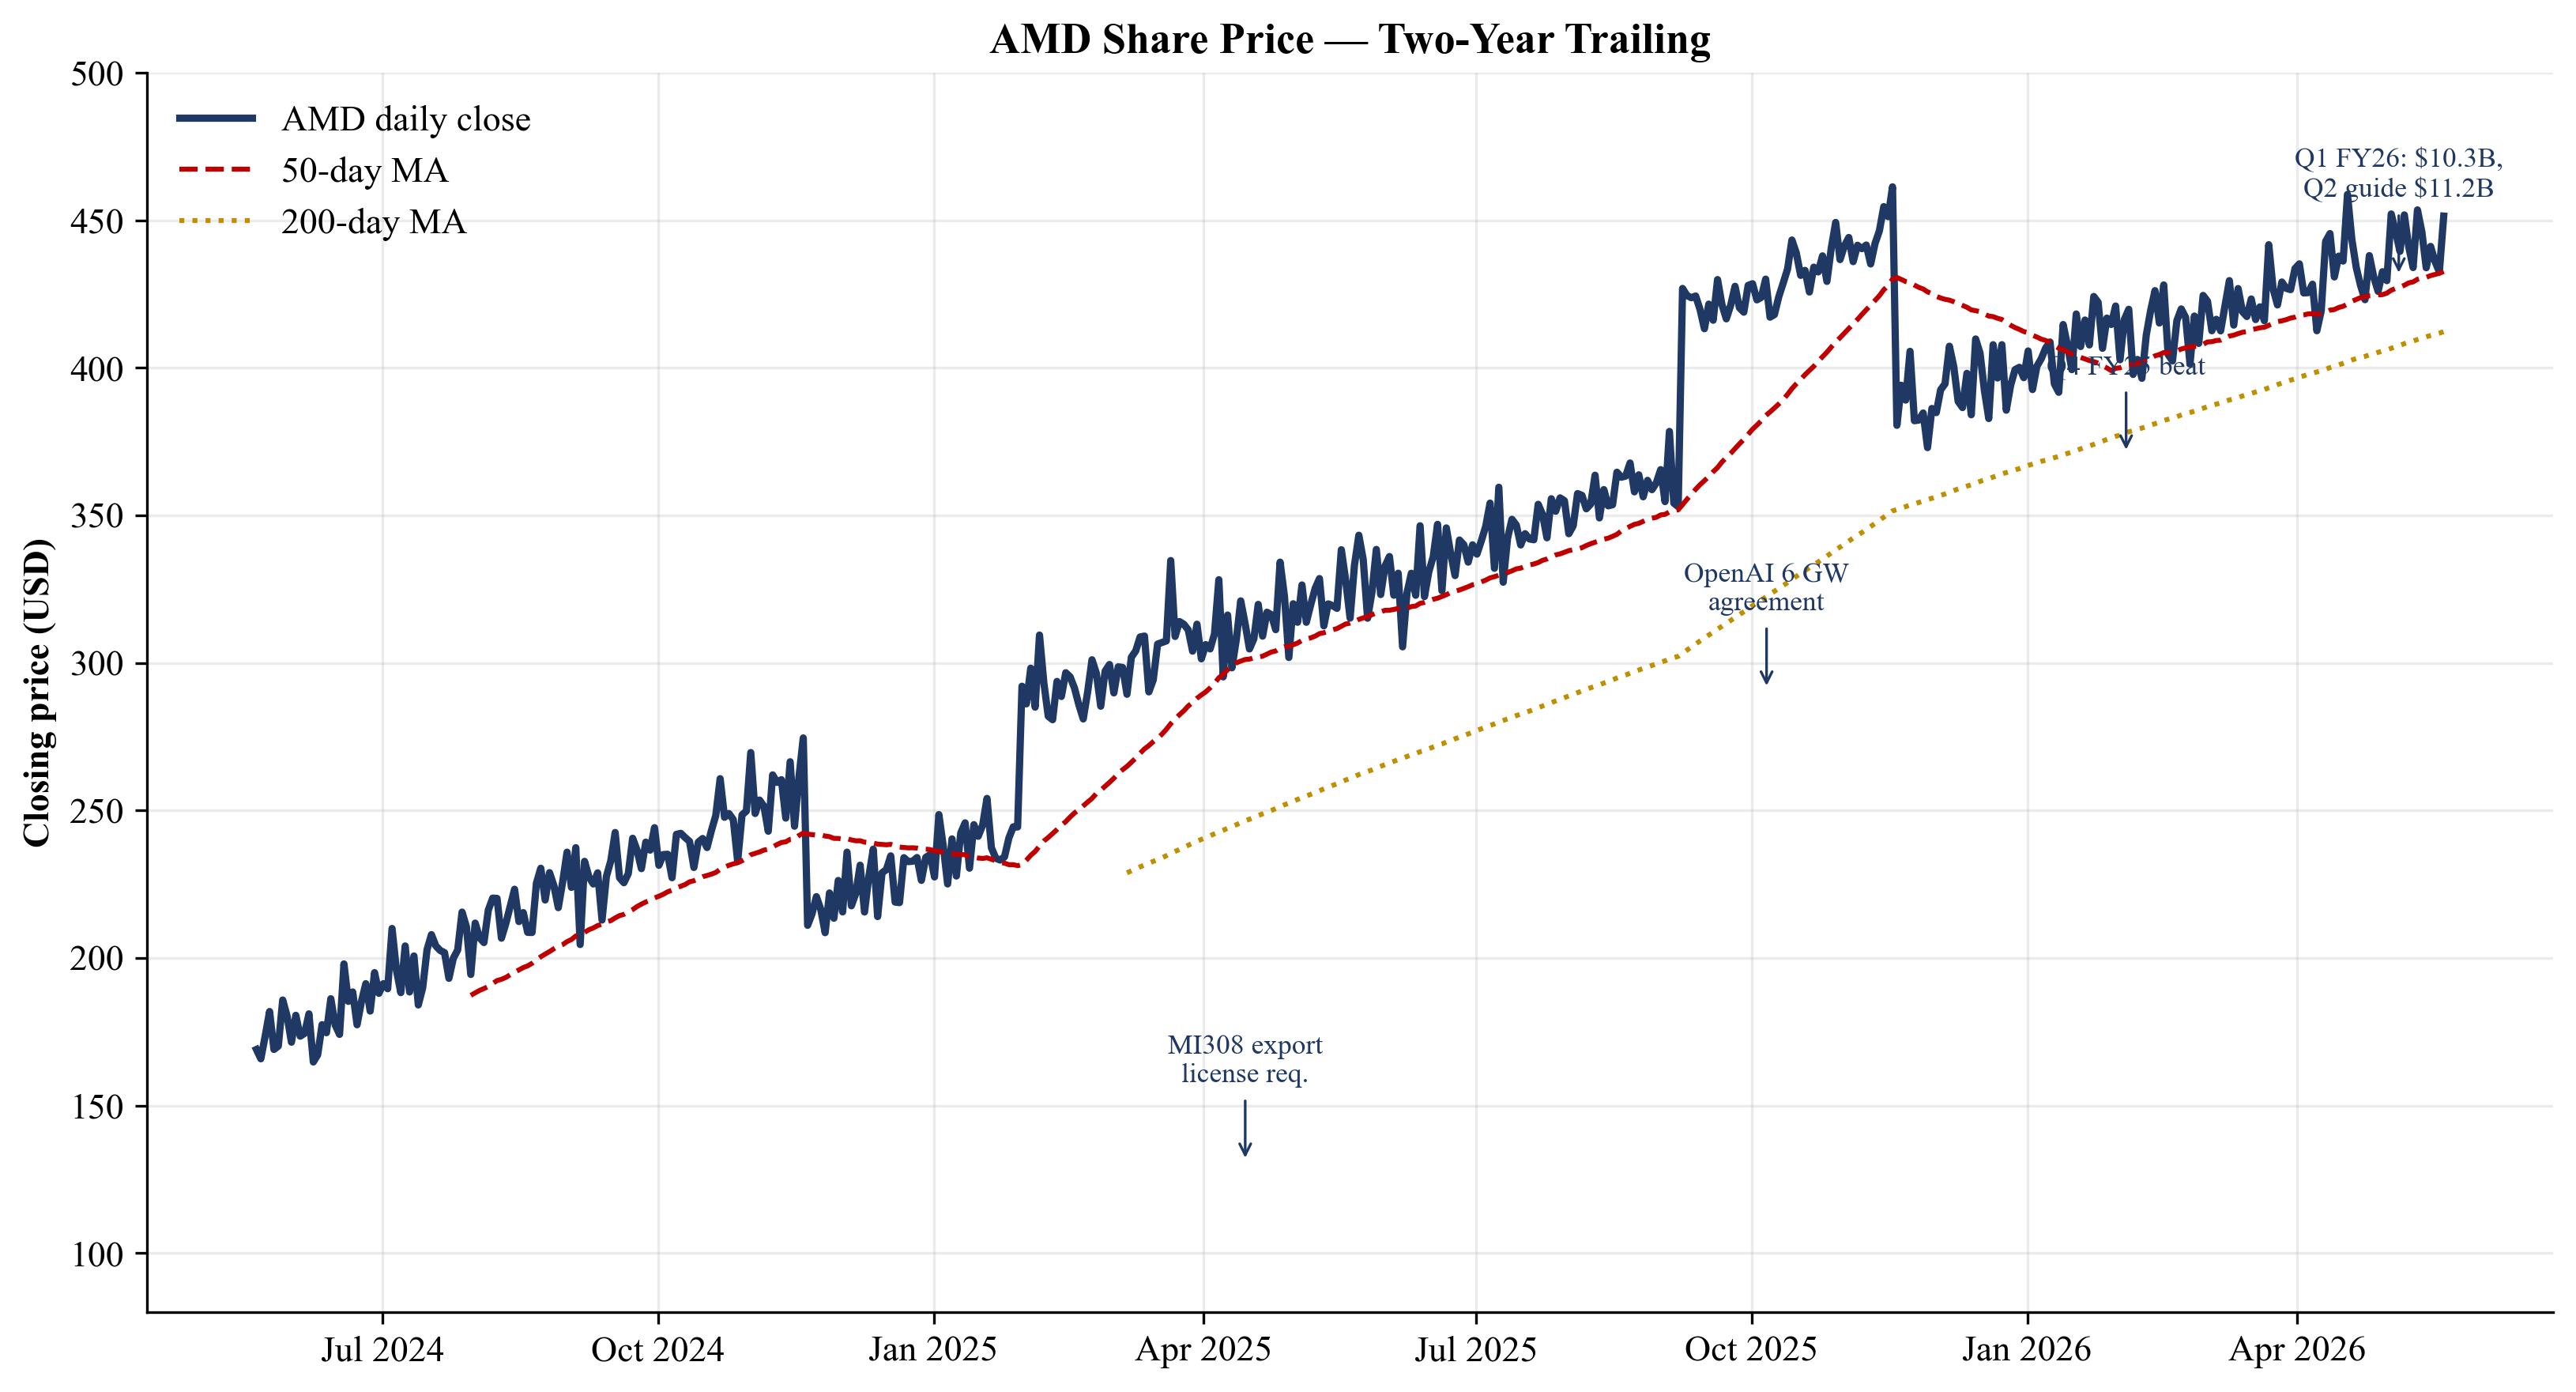 AMD Share Price — Two-Year Trailing
500
450
400
350
300
250
200
150
100
Closing price (USD)
AMD daily close
50-day MA
200-day MA
Q1 FY26: $10.3B,
Q2 guide $11.2B
beat
OpenAI 6 GW
agreement
MI308 export
license req.
Jul 2024
Oct 2024
Jan 2025
Apr 2025
Jul 2025
Oct 2025
Jan 2026
Apr 2026